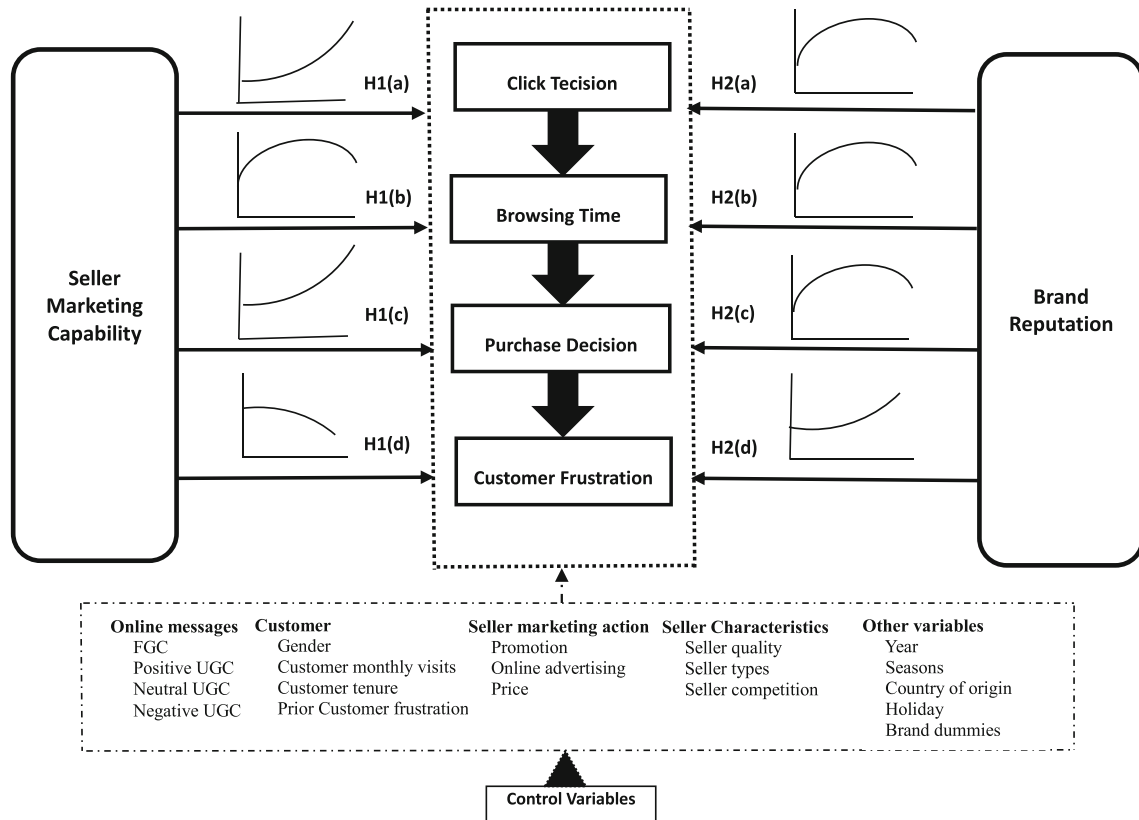 Seller
Marketing
Capability
H1(a)
H1(b)
H1(c)
H1(d)
Click Tecision
Browsing Time
Purchase Decision
Customer Frustration
H2(a)
H2(b)
H2(c)
H2(d)
Brand
Reputation
Online messages
FGC
Positive UGC
Neutral UGC
Negative UGC
Customer
Gender
Customer monthly visits
Customer tenure
Prior Customer frustration
Seller marketing action
Promotion
Online advertising
Price
Seller Characteristics
Seller quality
Seller types
Seller competition
Other variables
Year
Seasons
Country of origin
Holiday
Brand dummies
Control Variables